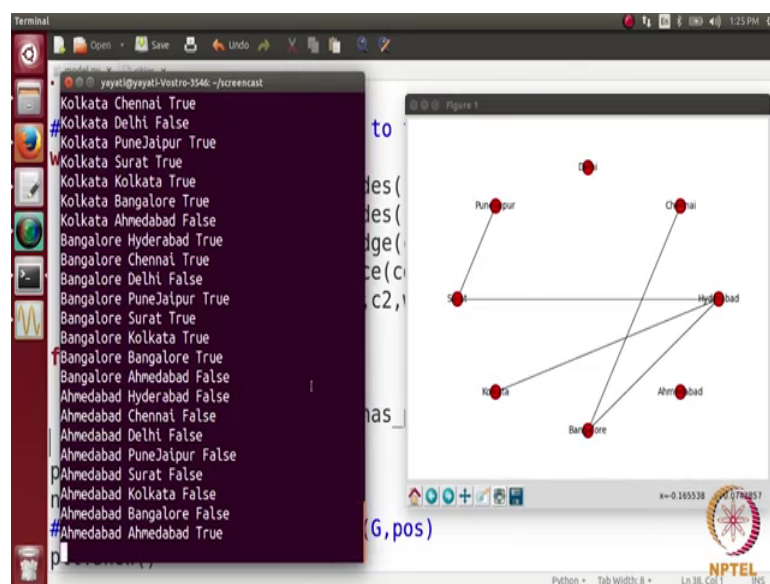 Terminal
En
1:25 PM
Open
Save
Undo
yayati@yayati-Vostro-3546: ~/screencast
Kolkata Chennai True
Kolkata Delhi False
Kolkata PuneJaipur True
Kolkata Surat True
Kolkata Kolkata True
Kolkata Bangalore True
Kolkata Ahmedabad False
Bangalore Hyderabad True
Bangalore Chennai True
Bangalore Delhi False
Bangalore PuneJaipur True
Bangalore Surat True
Bangalore Kolkata True
Bangalore Bangalore True
Bangalore Ahmedabad False
Ahmedabad Hyderabad False
Ahmedabad Chennai False
Ahmedabad Delhi False
Ahmedabad PuneJaipur False
Ahmedabad Surat False
Ahmedabad Kolkata False
Ahmedabad Bangalore False
Ahmedabad Ahmedabad True
#
to
des(
des(
dge(
ce(c
,c2,
(G,pos)
Figure 1
Surat
Hyderabad
Kolkata
Ahmedabad
Bangalore
x=-0.165538
NPTEL
Python
Tab Width: 8
Ln 38, Col 1
INS